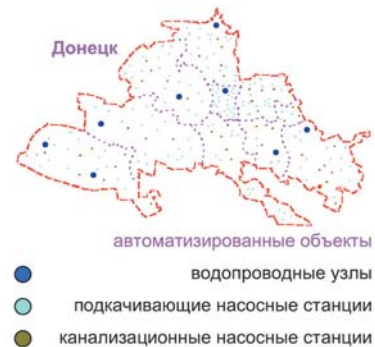 Донецк
автоматизированные объекты
водопроводные узлы
подкачивающие насосные станции
канализационные насосные станции